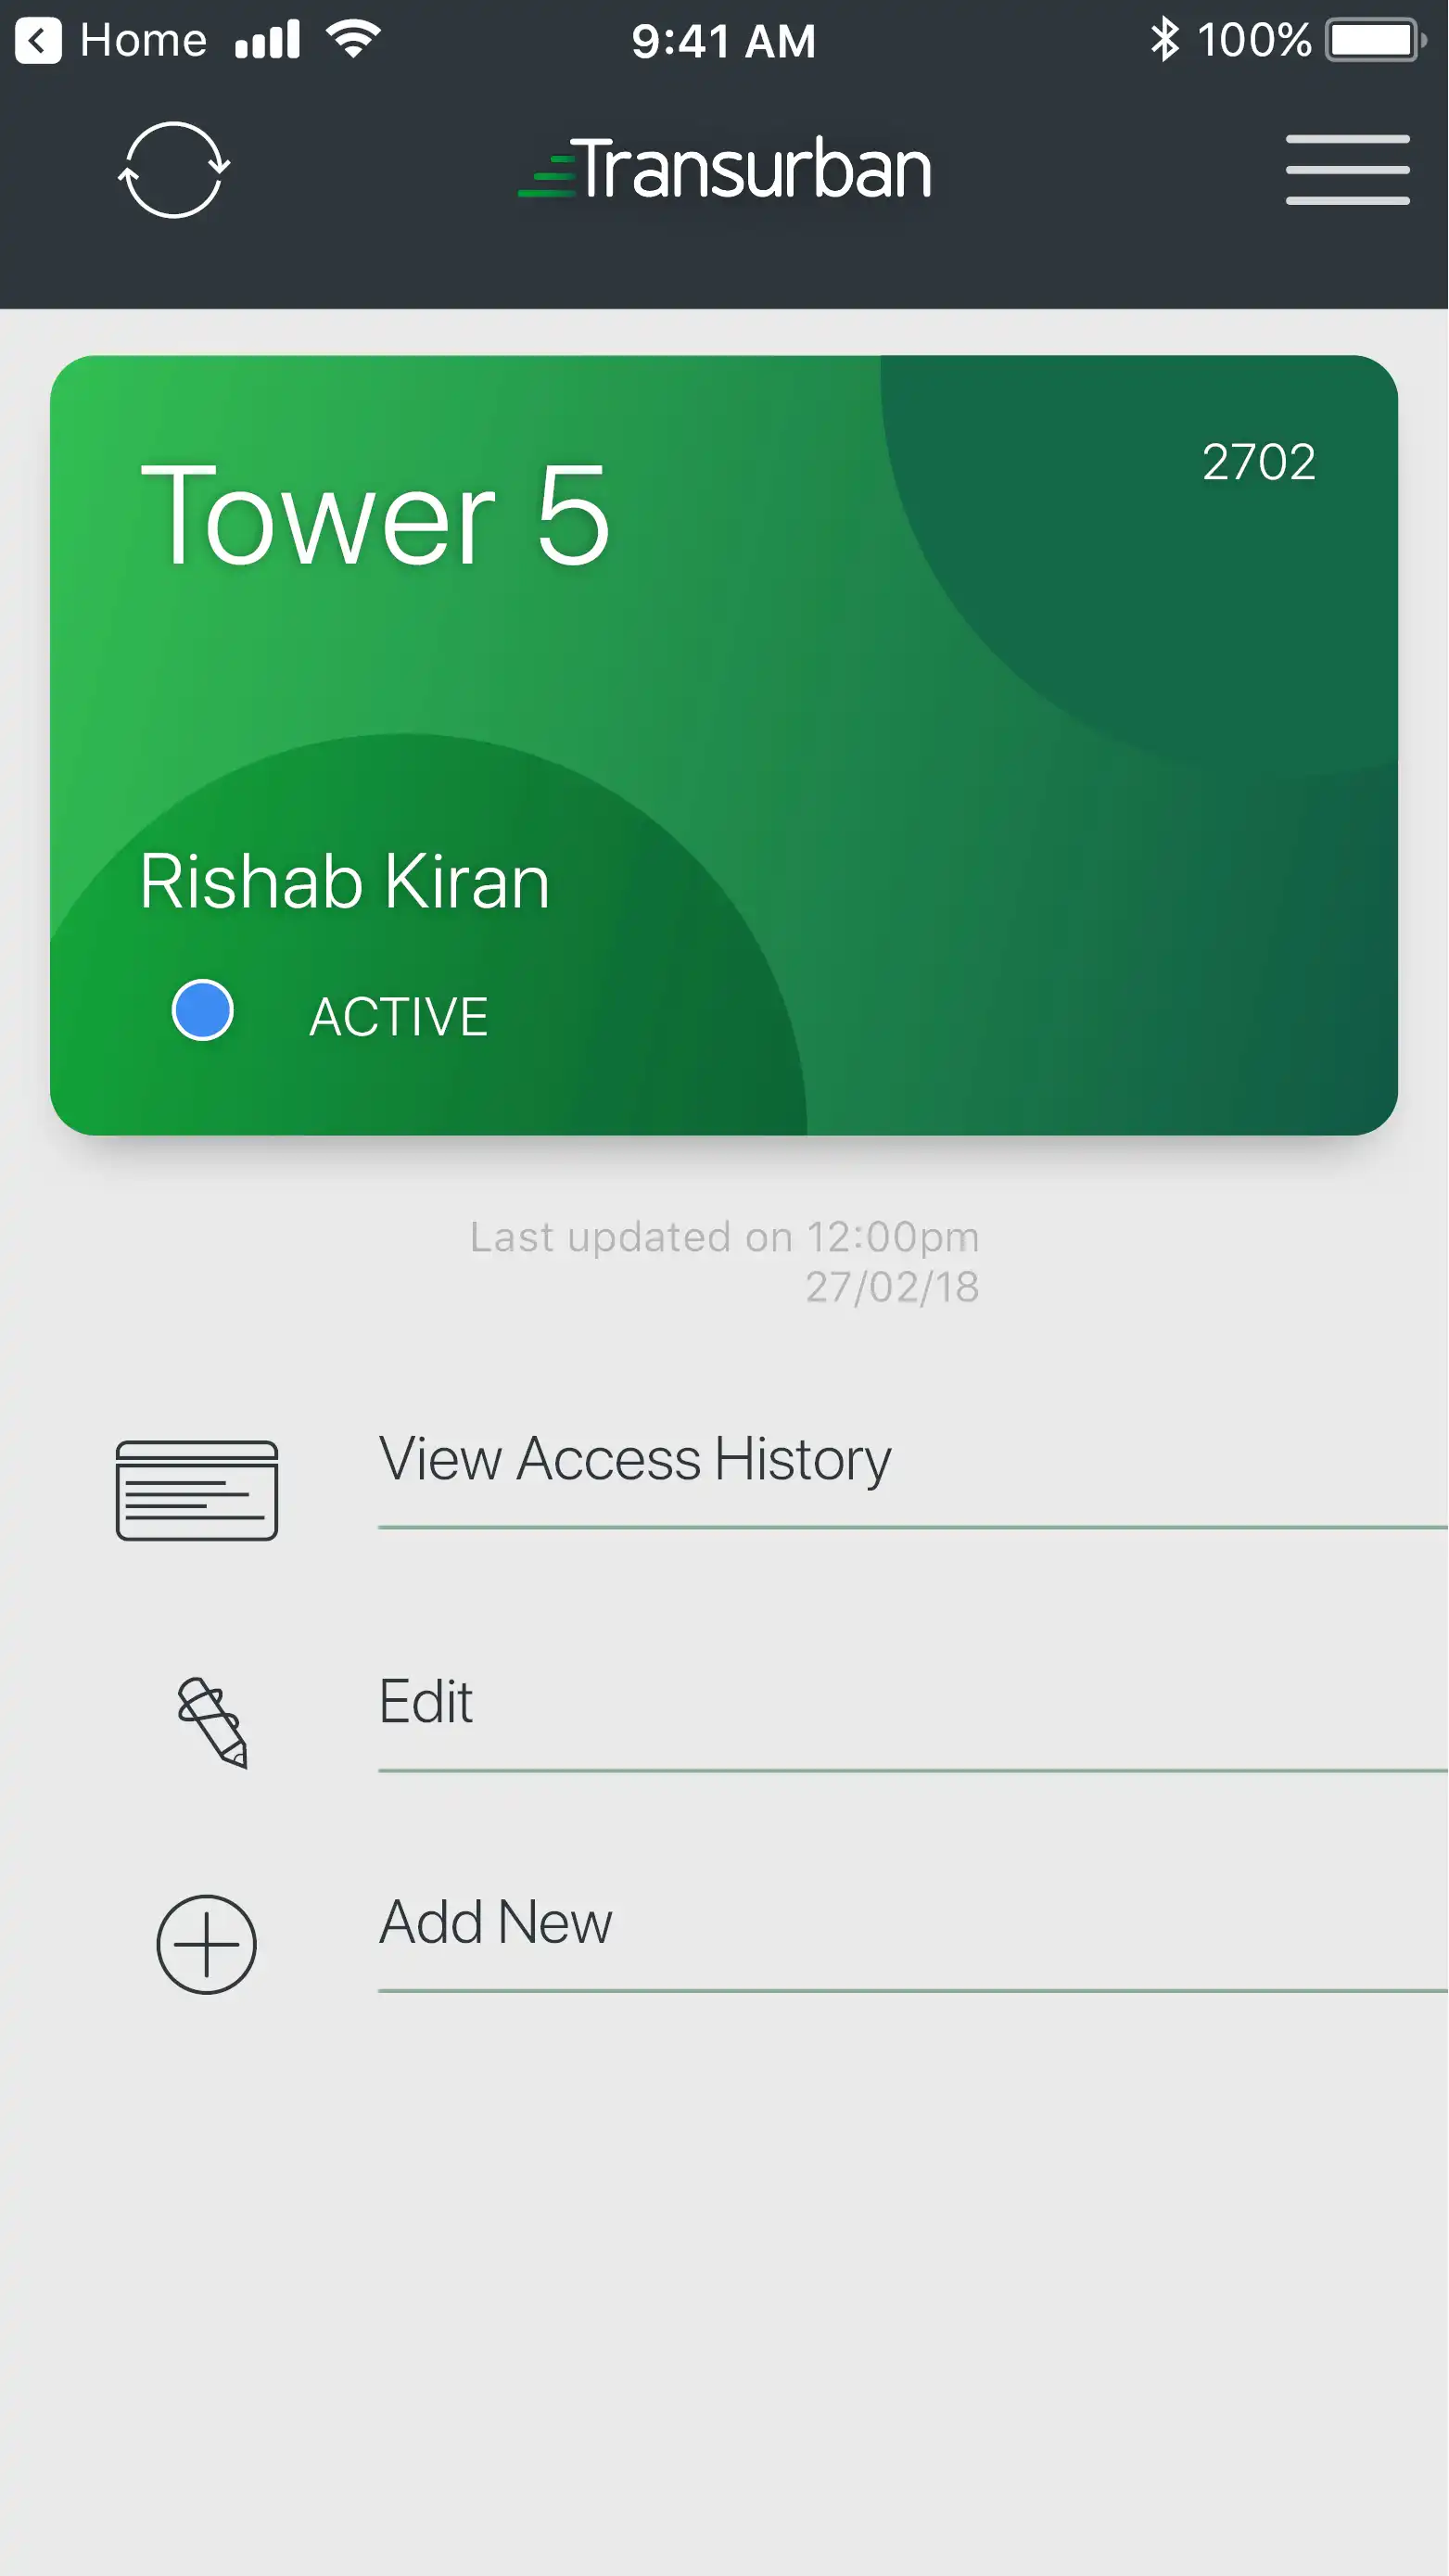 Home 9:41 AM 100%
Transurban
Tower 5
2702
Rishab Kiran
ACTIVE
Last updated on 12:00pm
27/02/18
View Access History
Edit
Add New